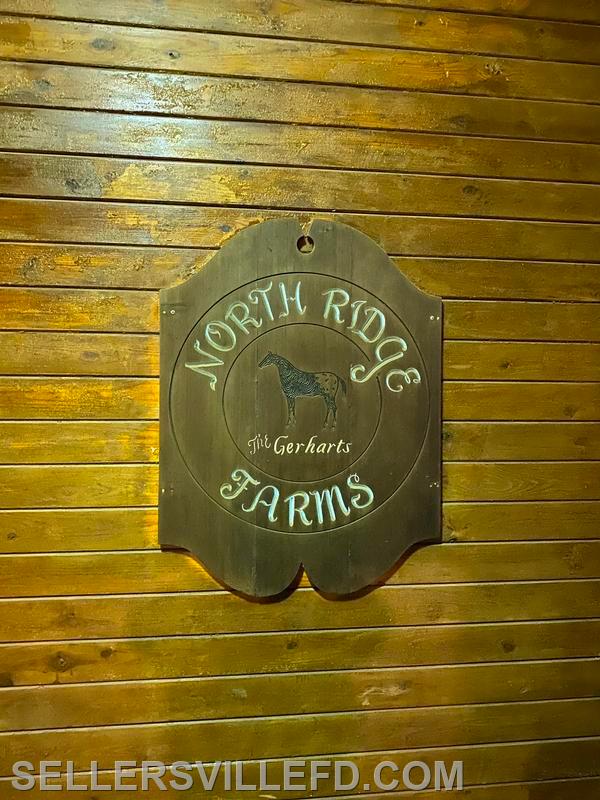 NORTH RIDGE
The Gerharts
FARMS
SELLERSVILLEFD.COM